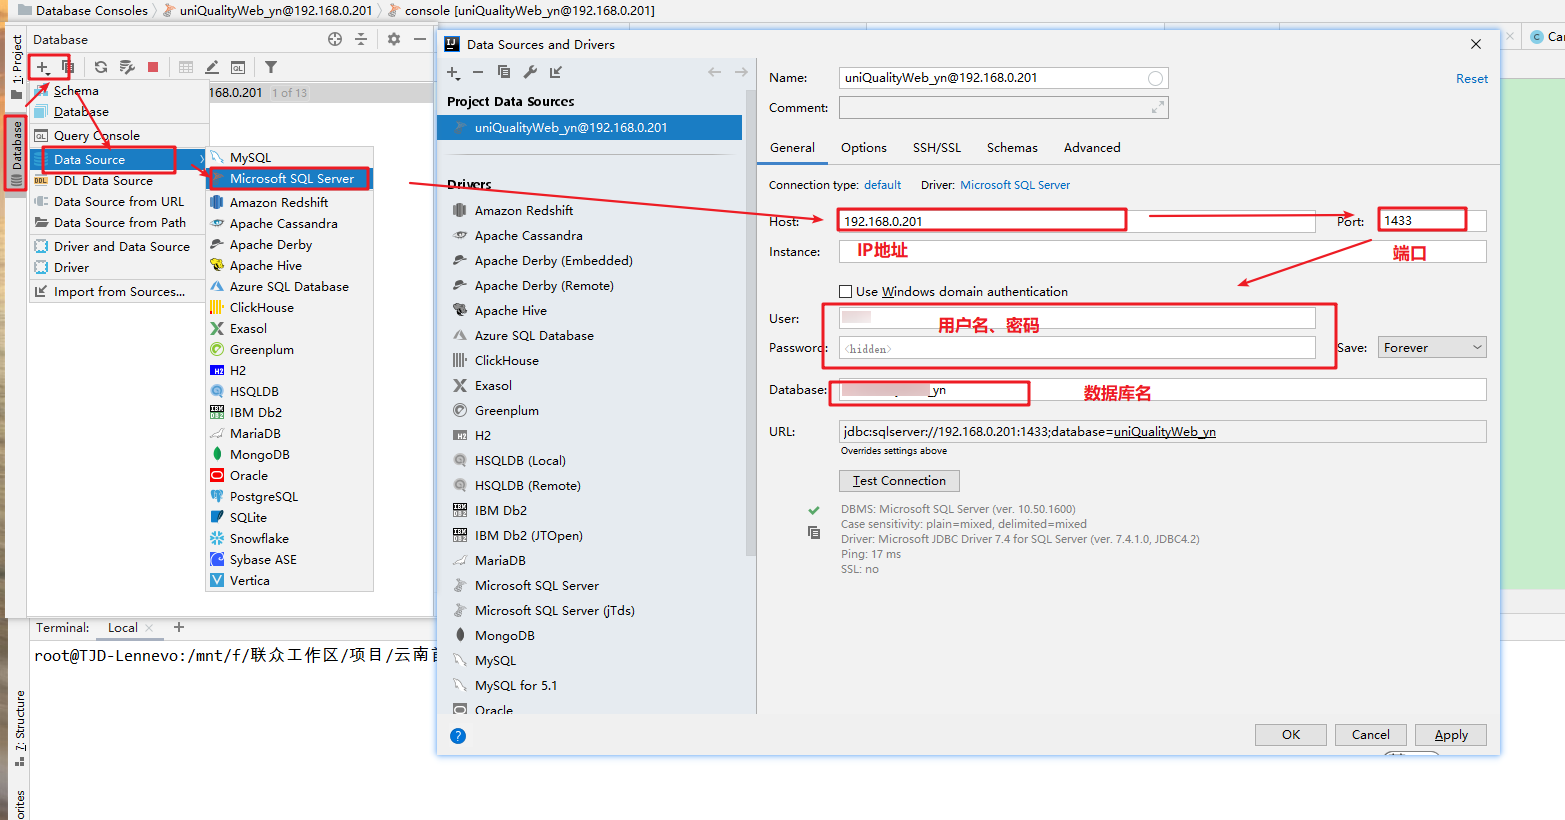 Database Consoles
uniQualityWeb_yn@192.168.0.201
console [uniQualityWeb_yn@192.168.0.201]
1: Project
Database
7: Structure
Database
Schema
Database
Query Console
Data Source
DDL Data Source
Data Source from URL
Data Source from Path
Driver and Data Source
Driver
Import from Sources...
68.0.201 1 of 13
MySQL
Microsoft SQL Server
Amazon Redshift
Apache Cassandra
Apache Derby
Apache Hive
Azure SQL Database
ClickHouse
Exasol
Greenplum
H2
HSQLDB
IBM Db2
MariaDB
MongoDB
Oracle
PostgreSQL
SQLite
Snowflake
Sybase ASE
Vertica
Terminal: Local
root@TJD-Lennevo:/mnt/f/联众工作区/项目/云南
Data Sources and Drivers
Project Data Sources
uniQualityWeb_yn@192.168.0.201
Drivers
Amazon Redshift
Apache Cassandra
Apache Derby (Embedded)
Apache Derby (Remote)
Apache Hive
Azure SQL Database
ClickHouse
Exasol
Greenplum
H2
HSQLDB (Local)
HSQLDB (Remote)
IBM Db2
IBM Db2 (JTOpen)
MariaDB
Microsoft SQL Server
Microsoft SQL Server (jTds)
MongoDB
MySQL
MySQL for 5.1
Oracle
Name: uniQualityWeb_yn@192.168.0.201
Reset
Comment:
General Options SSH/SSL Schemas Advanced
Connection type: default Driver: Microsoft SQL Server
Host: 192.168.0.201 Port: 1433
Instance: IP地址 端口
Use Windows domain authentication
User: 用户名、密码
Password: <hidden> Save: Forever
Database: _yn 数据库名
URL: jdbc:sqlserver://192.168.0.201:1433;database=uniQualityWeb_yn
Overrides settings above
Test Connection
DBMS: Microsoft SQL Server (ver. 10.50.1600)
Case sensitivity: plain=mixed, delimited=mixed
Driver: Microsoft JDBC Driver 7.4 for SQL Server (ver. 7.4.1.0, JDBC4.2)
Ping: 17 ms
SSL: no
OK Cancel Apply